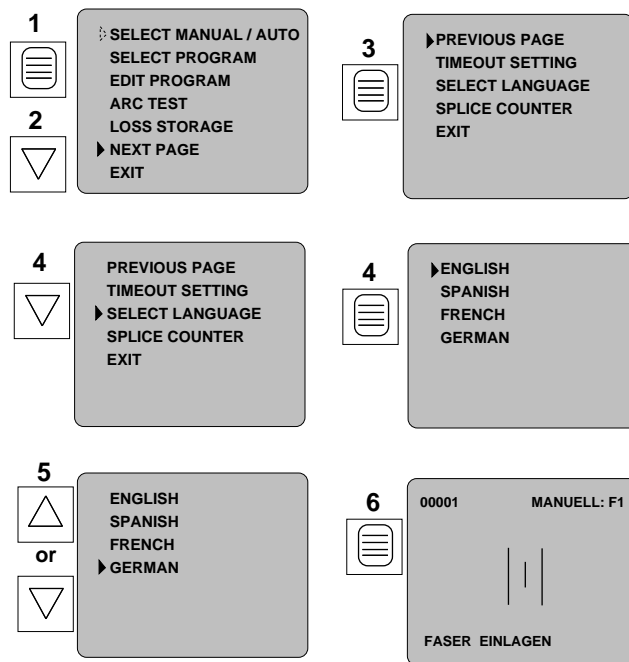 1
2
SELECT MANUAL / AUTO
SELECT PROGRAM
EDIT PROGRAM
ARC TEST
LOSS STORAGE
NEXT PAGE
EXIT
3
PREVIOUS PAGE
TIMEOUT SETTING
SELECT LANGUAGE
SPLICE COUNTER
EXIT
4
PREVIOUS PAGE
TIMEOUT SETTING
SELECT LANGUAGE
SPLICE COUNTER
EXIT
4
ENGLISH
SPANISH
FRENCH
GERMAN
5
or
ENGLISH
SPANISH
FRENCH
GERMAN
6
00001 MANUELL: F1
FASER EINLAGEN